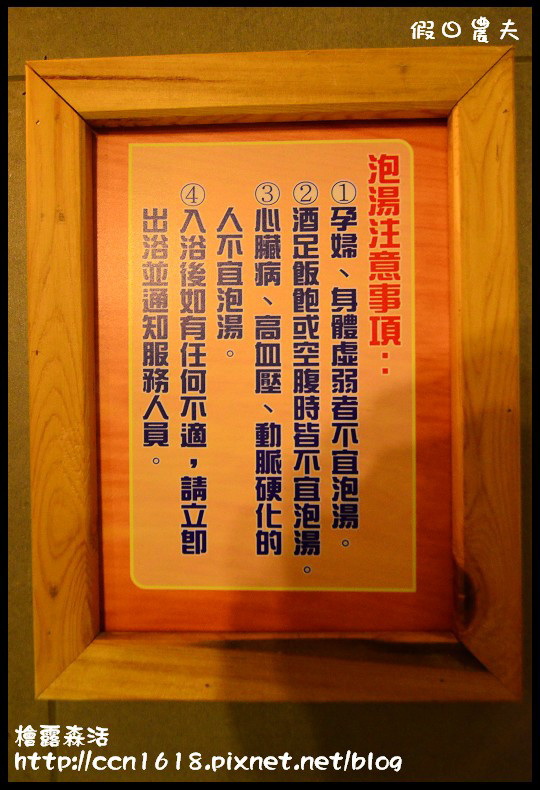 假日農夫
泡湯注意事項：
①孕婦、身體虛弱者不宜泡湯。
②酒足飯飽或空腹時皆不宜泡湯。
③心臟病、高血壓、動脈硬化的
人不宜泡湯。
④入浴後如有任何不適，請立即
出浴並通知服務人員。
檜露森活
http://ccn1618.pixnet.net/blog